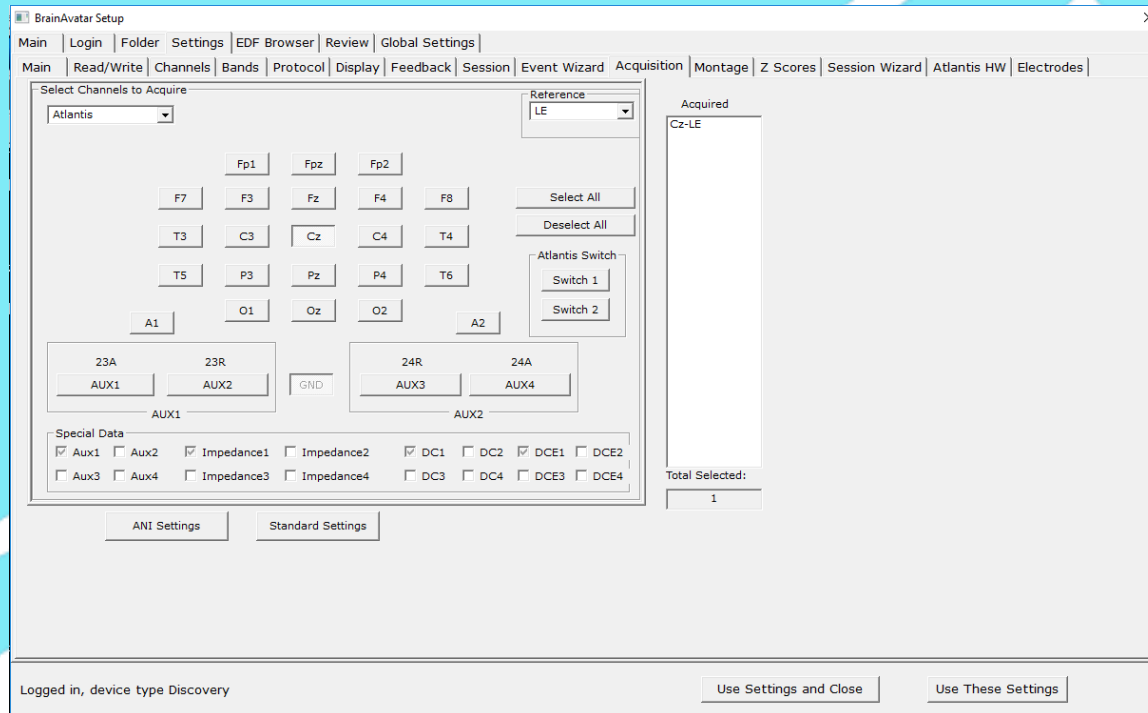 BrainAvatar Setup
Main Login Folder Settings EDF Browser Review Global Settings
Main Read/Write Channels Bands Protocol Display Feedback Session Event Wizard Acquisition Montage Z Scores Session Wizard Atlantis HW Electrodes
Select Channels to Acquire
Atlantis
Reference
LE
Fp1 Fpz Fp2
F7 F3 Fz F4 F8
T3 C3 Cz C4 T4
T5 P3 Pz P4 T6
O1 Oz O2
A1 A2
Select All
Deselect All
Atlantis Switch
Switch 1
Switch 2
23A 23R 24R 24A
AUX1 AUX2 GND AUX3 AUX4
AUX1 AUX2
Special Data
Aux1 Aux2 Impedance1 Impedance2 DC1 DC2 DCE1 DCE2
Aux3 Aux4 Impedance3 Impedance4 DC3 DC4 DCE3 DCE4
ANI Settings Standard Settings
Acquired
Cz-LE
Total Selected:
1
Logged in, device type Discovery
Use Settings and Close Use These Settings